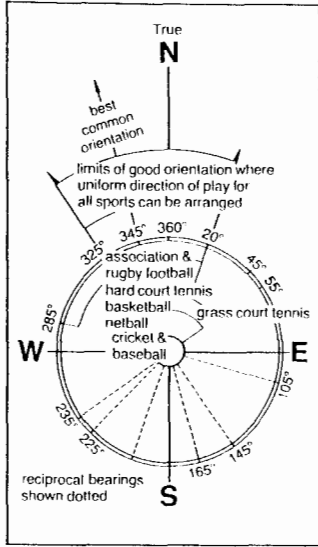 True
N
best
common
orientation
limits of good orientation where
uniform direction of play for
all sports can be arranged
325°
345°
360°
20°
45°
55°
association &
rugby football
hard court tennis
basketball
netball
grass court tennis
cricket &
baseball
285°
W
E
105°
235°
225°
145°
165°
S
reciprocal bearings
shown dotted